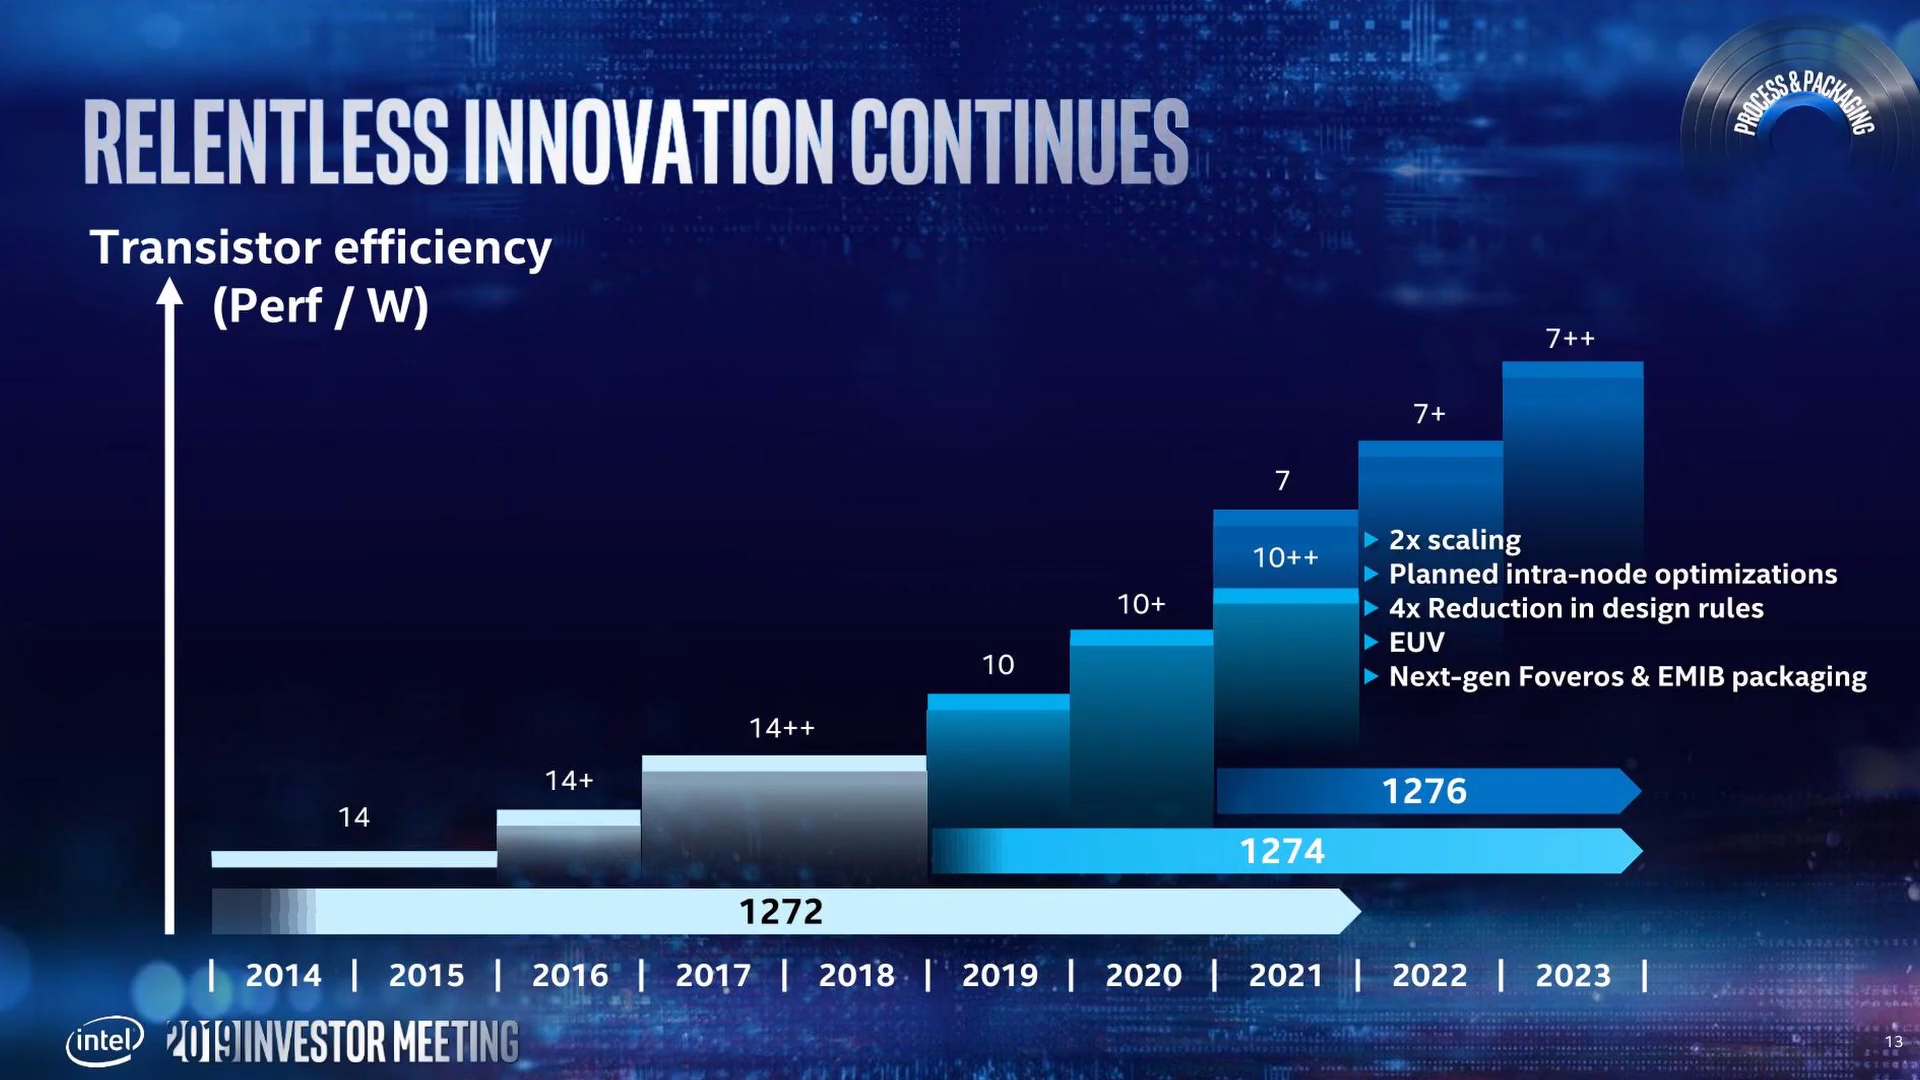 PROCESS & PACKAGING
RELENTLESS INNOVATION CONTINUES
Transistor efficiency
(Perf / W)
7++
7+
7
10++
10+
10
14++
14+
14
2x scaling
Planned intra-node optimizations
4x Reduction in design rules
EUV
Next-gen Foveros & EMIB packaging
1276
1274
1272
| 2014 | 2015 | 2016 | 2017 | 2018 | 2019 | 2020 | 2021 | 2022 | 2023 |
intel 2019 INVESTOR MEETING
13